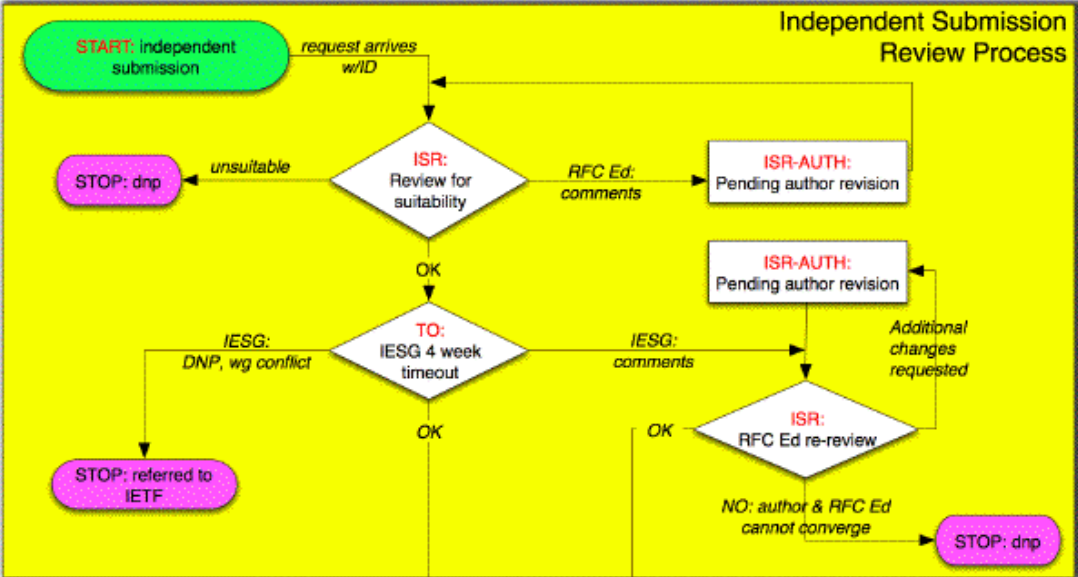 Independent Submission
Review Process
START: independent
submission
request arrives
w/ID
ISR:
Review for
suitability
unsuitable
STOP: dnp
RFC Ed:
comments
ISR-AUTH:
Pending author revision
OK
ISR-AUTH:
Pending author revision
TO:
IESG 4 week
timeout
IESG:
DNP, wg conflict
IESG:
comments
Additional
changes
requested
ISR:
RFC Ed re-review
OK
OK
STOP: referred to
IETF
NO: author & RFC Ed
cannot converge
STOP: dnp